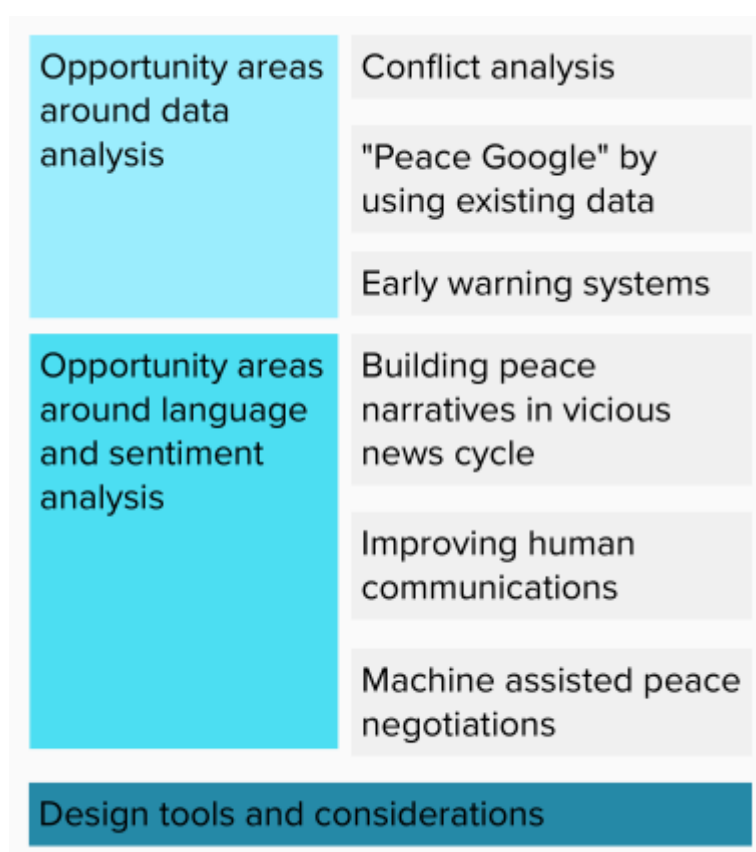 Opportunity areas
around data
analysis
Conflict analysis
"Peace Google" by
using existing data
Early warning systems
Opportunity areas
around language
and sentiment
analysis
Building peace
narratives in vicious
news cycle
Improving human
communications
Machine assisted peace
negotiations
Design tools and considerations